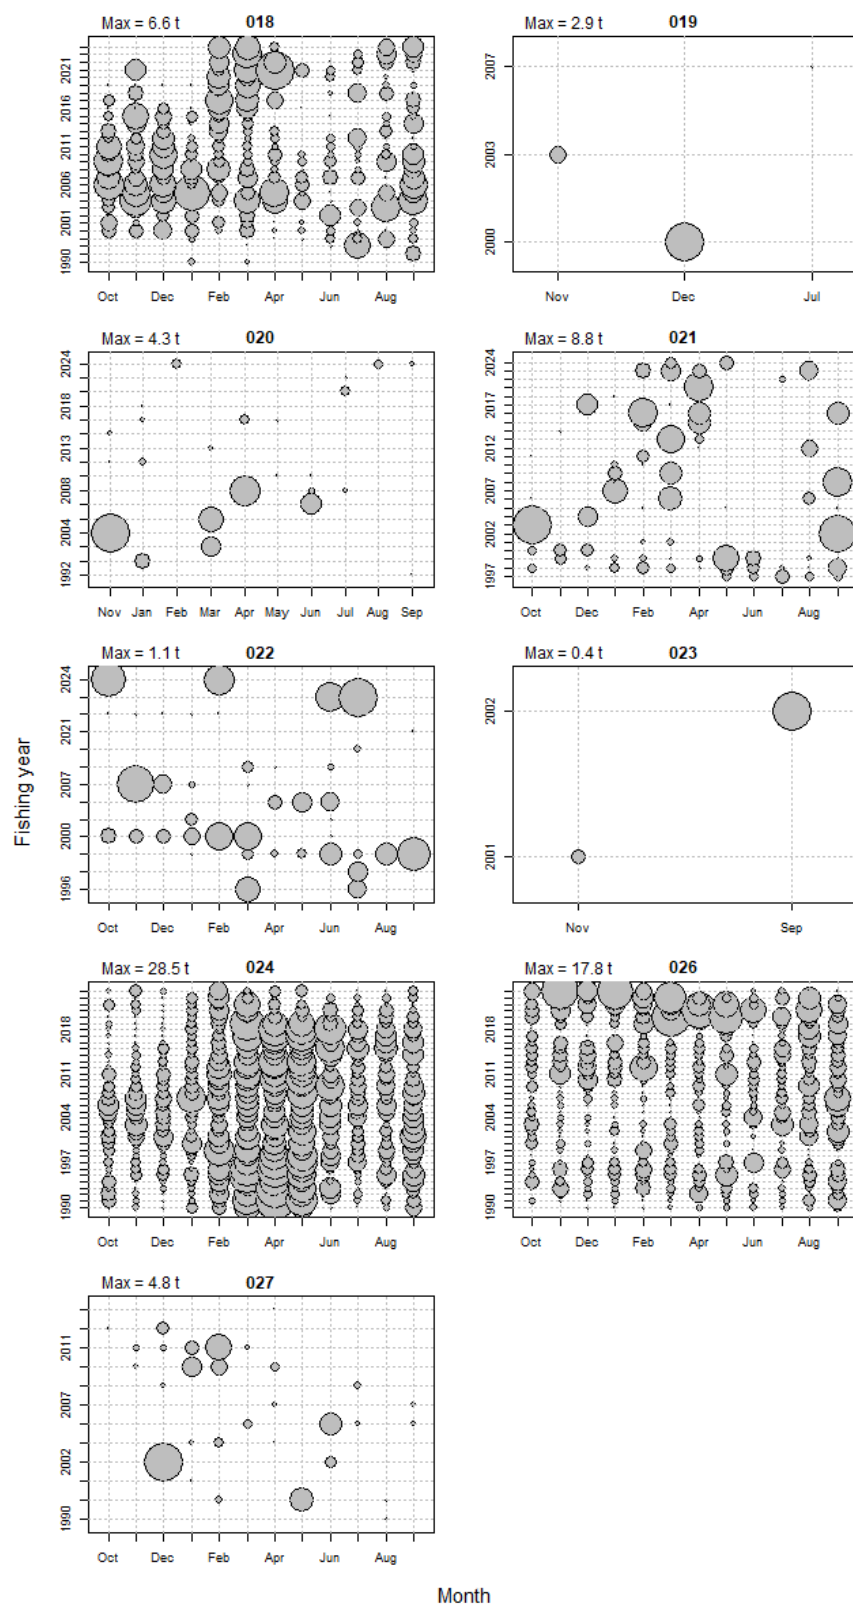 Max = 6.6 t 018
2021
2016
2011
2006
2001
1990
Oct Dec Feb Apr Jun Aug
Max = 2.9 t 019
2007
2003
2000
Nov Dec Jul
Max = 4.3 t 020
2024
2018
2013
2008
2004
1992
Nov Jan Feb Mar Apr May Jun Jul Aug Sep
Max = 8.8 t 021
2024
2017
2012
2007
2002
1997
Oct Dec Feb Apr Jun Aug
Max = 1.1 t 022
2024
2021
2007
2000
1996
Oct Dec Feb Apr Jun Aug
Max = 0.4 t 023
2002
2001
Nov Sep
Fishing year
Max = 28.5 t 024
2018
2011
2004
1997
1990
Oct Dec Feb Apr Jun Aug
Max = 17.8 t 026
2018
2011
2004
1997
1990
Oct Dec Feb Apr Jun Aug
Max = 4.8 t 027
2011
2007
2002
1990
Oct Dec Feb Apr Jun Aug
Month